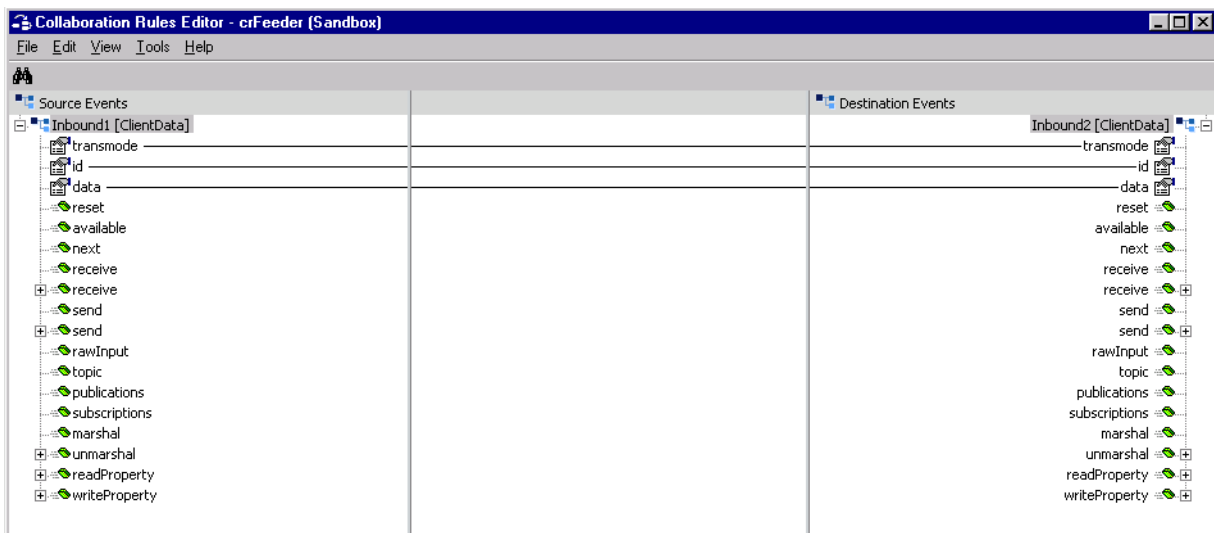 Collaboration Rules Editor - crFeeder (Sandbox)
File Edit View Tools Help
Source Events Destination Events
Inbound1 [ClientData] Inbound2 [ClientData]
transmode transmode
id id
data data
reset reset
available available
next next
receive receive
receive receive
send send
send send
rawInput rawInput
topic topic
publications publications
subscriptions subscriptions
marshal marshal
unmarshal unmarshal
readProperty readProperty
writeProperty writeProperty